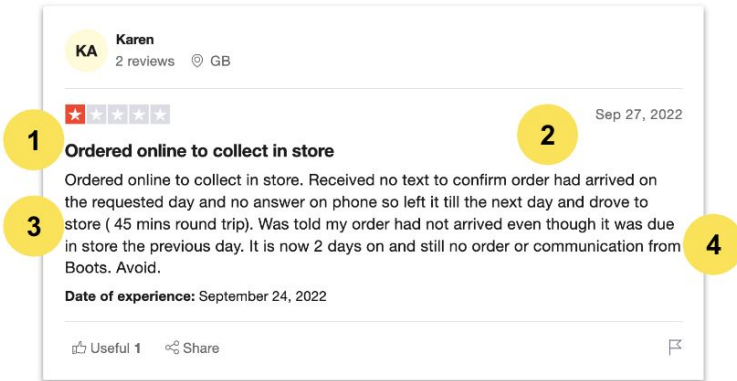 KA
Karen
2 reviews GB
1
Sep 27, 2022
2
Ordered online to collect in store
Ordered online to collect in store. Received no text to confirm order had arrived on
the requested day and no answer on phone so left it till the next day and drove to
3
store ( 45 mins round trip). Was told my order had not arrived even though it was due
in store the previous day. It is now 2 days on and still no order or communication from
4
Boots. Avoid.
Date of experience: September 24, 2022
Useful 1 Share